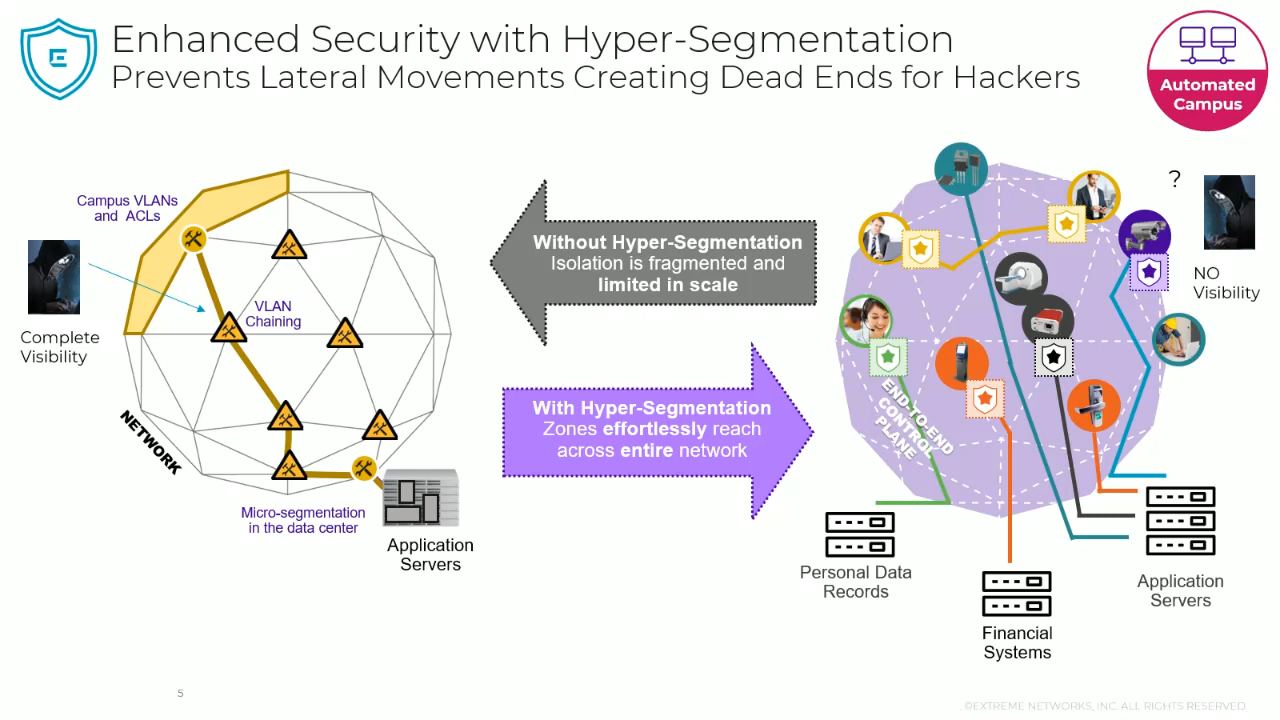 Enhanced Security with Hyper-Segmentation
Prevents Lateral Movements Creating Dead Ends for Hackers
Automated
Campus
Campus VLANs
and ACLs
VLAN
Chaining
Complete
Visibility
NETWORK
Micro-segmentation
in the data center
Application
Servers
Without Hyper-Segmentation
Isolation is fragmented and
limited in scale
With Hyper-Segmentation
Zones effortlessly reach
across entire network
?
NO
Visibility
END-TO-END
CONTROL
PLANE
Personal Data
Records
Financial
Systems
Application
Servers
5
. ©EXTREME NETWORKS, INC. ALL RIGHTS RESERVED